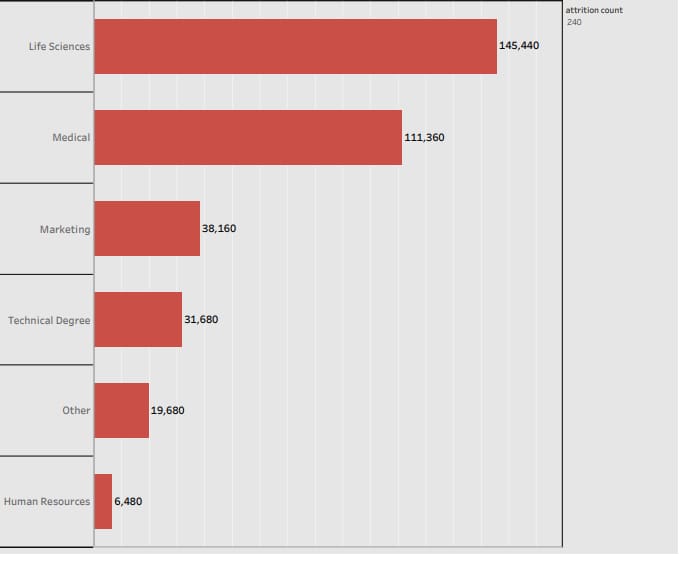 attrition count
240
Life Sciences 145,440
Medical 111,360
Marketing 38,160
Technical Degree 31,680
Other 19,680
Human Resources 6,480